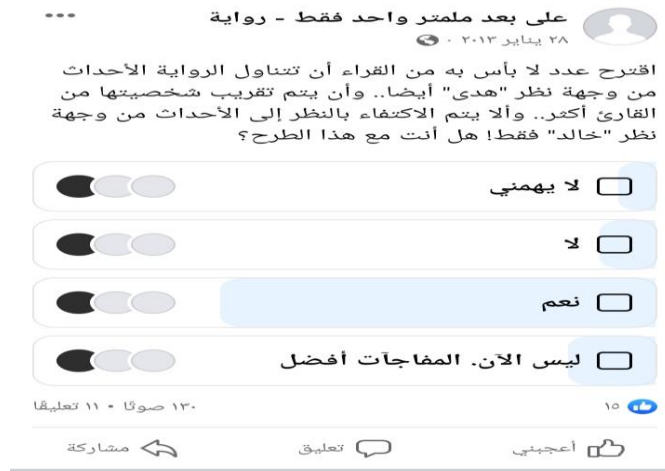 على بعد ملمتر واحد فقط - رواية
٢٨ يناير ٢٠١٣ ·
اقترح عدد لا بأس به من القراء أن تتناول الرواية الأحداث
من وجهة نظر "هدى" أيضا.. وأن يتم تقريب شخصيتها من
القارئ أكثر.. وألا يتم الاكتفاء بالنظر إلى الأحداث من وجهة
نظر "خالد" فقط! هل أنت مع هذا الطرح؟
لا يهمني
لا
نعم
ليس الآن. المفاجآت أفضل
١٥
١٣٠ صوتًا • ١١ تعليقًا
أعجبني
تعليق
مشاركة